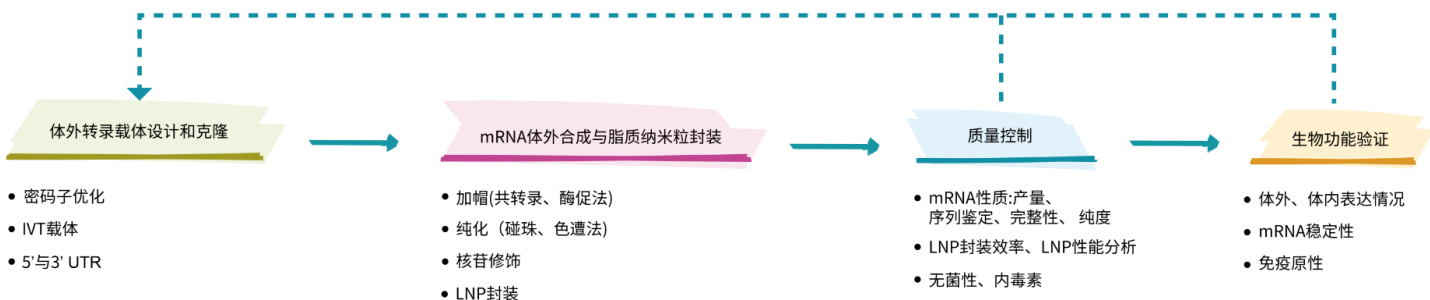 体外转录载体设计和克隆
• 密码子优化
• IVT载体
• 5’与3’ UTR
mRNA体外合成与脂质纳米粒封装
• 加帽(共转录、酶促法)
• 纯化（碰珠、色遭法)
• 核苷修饰
• LNP封装
质量控制
• mRNA性质:产量、
序列鉴定、完整性、 纯度
• LNP封装效率、LNP性能分析
• 无菌性、内毒素
生物功能验证
• 体外、体内表达情况
• mRNA稳定性
• 免疫原性